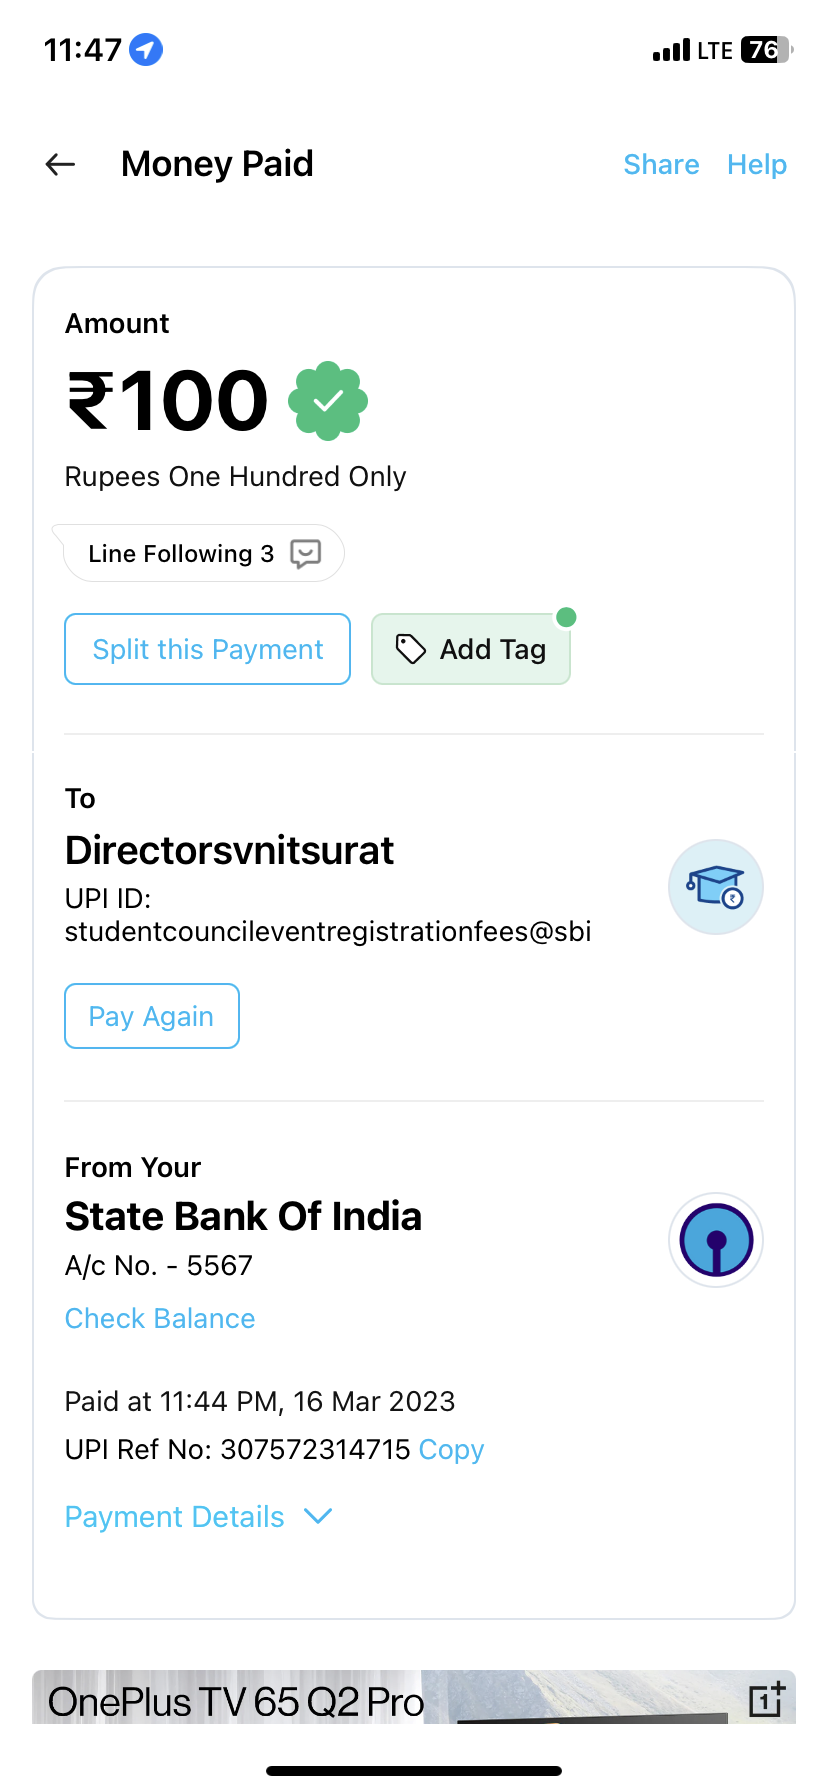 11:47 LTE 76
Money Paid Share Help
Amount
₹100
Rupees One Hundred Only
Line Following 3
Split this Payment Add Tag
To
Directorsvnitsurat
UPI ID:
studentcouncileventregistrationfees@sbi
Pay Again
From Your
State Bank Of India
A/c No. - 5567
Check Balance
Paid at 11:44 PM, 16 Mar 2023
UPI Ref No: 307572314715 Copy
Payment Details
OnePlus TV 65 Q2 Pro